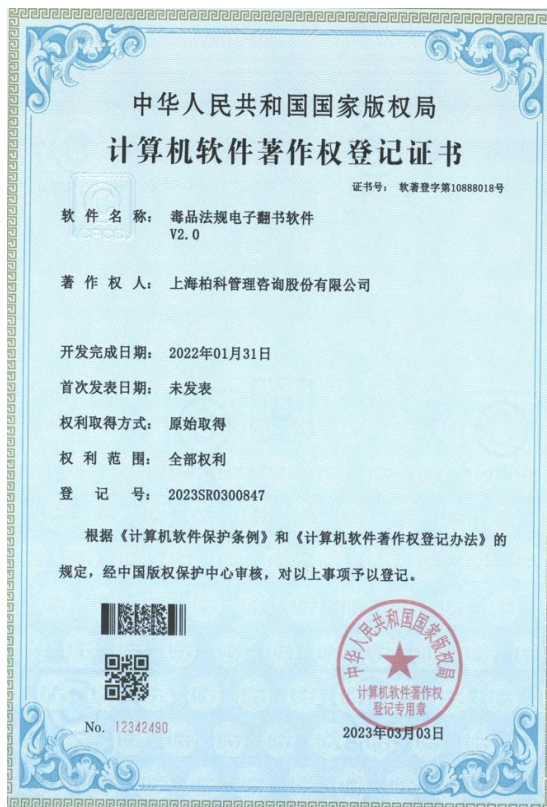 中华人民共和国国家版权局
计算机软件著作权登记证书
证书号： 软著登字第10888018号
软件名称： 毒品法规电子翻书软件
V2.0
著作权人： 上海柏科管理咨询股份有限公司
开发完成日期： 2022年01月31日
首次发表日期： 未发表
权利取得方式： 原始取得
权利范围： 全部权利
登记号： 2023SR0300847
根据《计算机软件保护条例》和《计算机软件著作权登记办法》的
规定，经中国版权保护中心审核，对以上事项予以登记。
中华人民共和国国家版权局
计算机软件著作权
登记专用章
No. 12342490
2023年03月03日